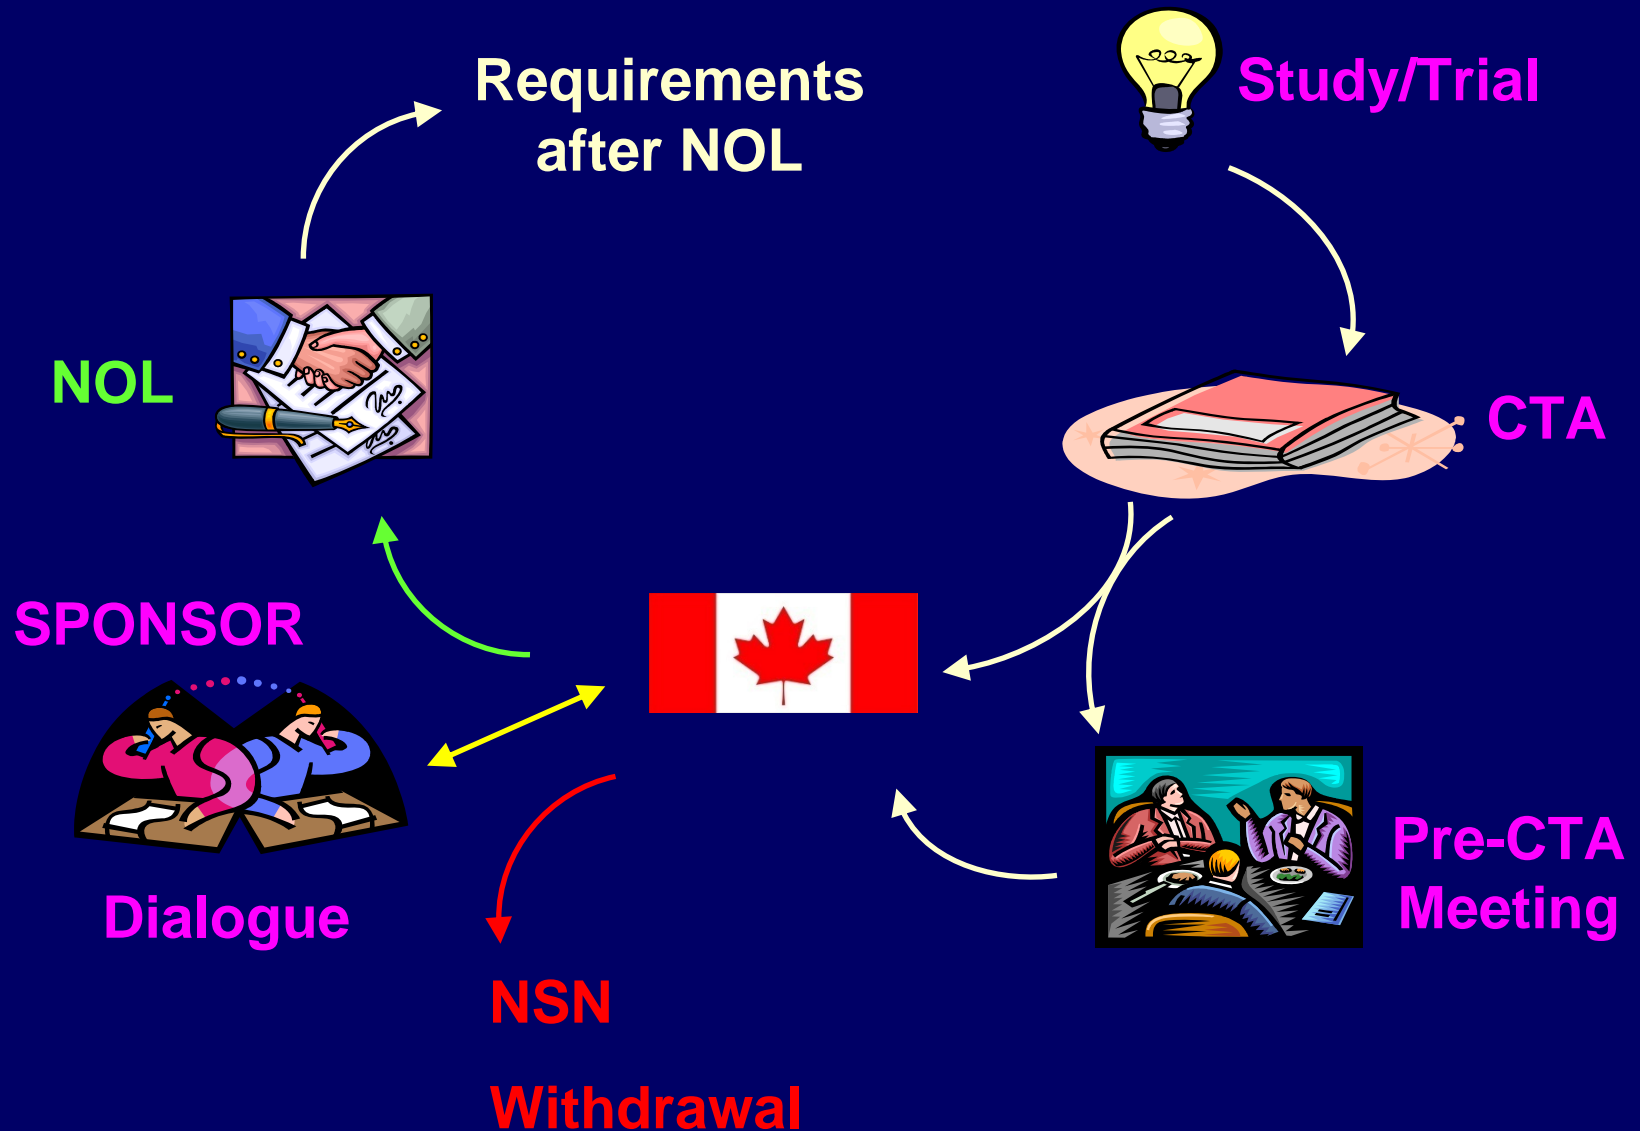 Requirements
after NOL
Study/Trial
NOL
CTA
SPONSOR
Dialogue
Pre-CTA
Meeting
NSN
Withdrawal